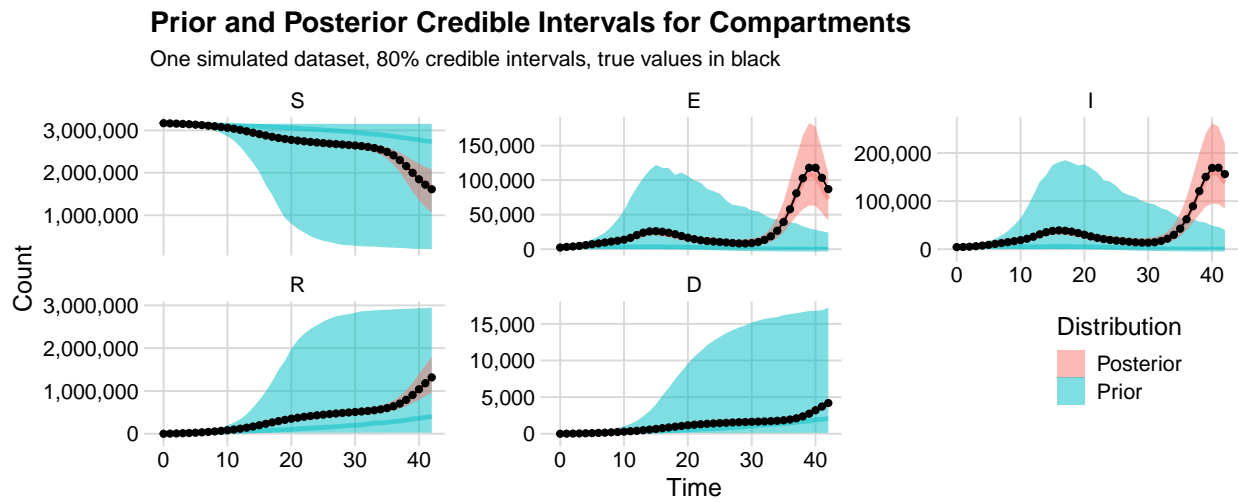 Prior and Posterior Credible Intervals for Compartments
One simulated dataset, 80% credible intervals, true values in black
S
E
I
3,000,000
2,000,000
1,000,000
150,000
100,000
50,000
0
200,000
100,000
0
0 10 20 30 40
Count
R
D
3,000,000
2,000,000
1,000,000
0
15,000
10,000
5,000
0
0 10 20 30 40
0 10 20 30 40
Time
Distribution
Posterior
Prior